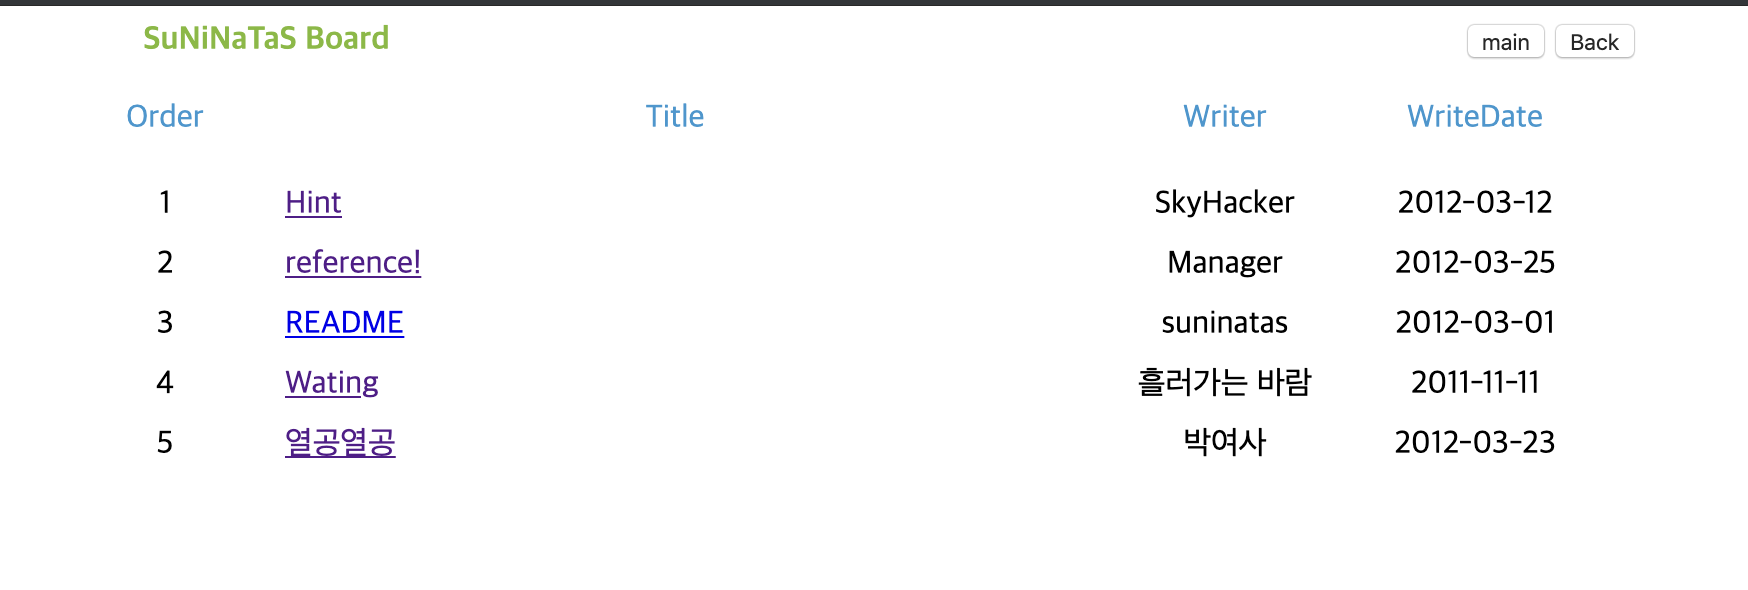 SuNiNaTaS Board main Back
Order Title Writer WriteDate
1 Hint SkyHacker 2012-03-12
2 reference! Manager 2012-03-25
3 README suninatas 2012-03-01
4 Wating 흘러가는 바람 2011-11-11
5 열공열공 박여사 2012-03-23